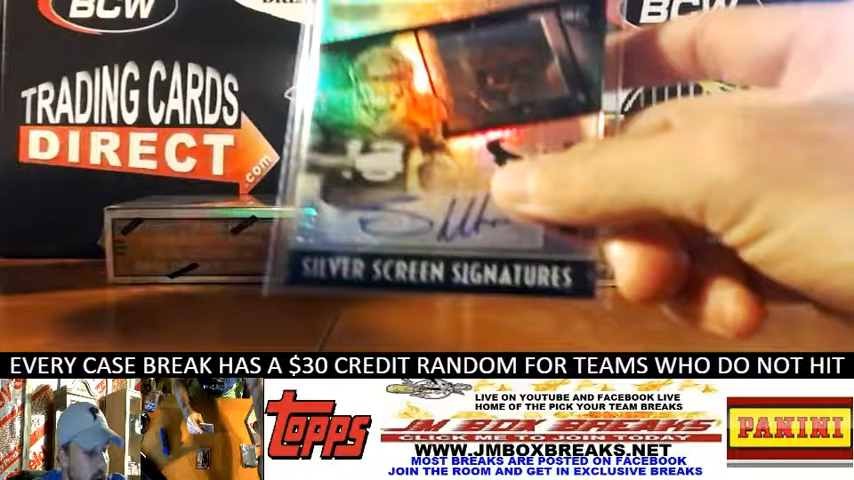 BCW
BCW
TRADING CARDS
DIRECT
.com
SILVER SCREEN SIGNATURES
EVERY CASE BREAK HAS A $30 CREDIT RANDOM FOR TEAMS WHO DO NOT HIT
topps
LIVE ON YOUTUBE AND FACEBOOK LIVE
HOME OF THE PICK YOUR TEAM BREAKS
JM BOX BREAKS
CLICK ME TO JOIN TODAY
WWW.JMBOXBREAKS.NET
MOST BREAKS ARE POSTED ON FACEBOOK
JOIN THE ROOM AND GET IN EXCLUSIVE BREAKS
PANINI